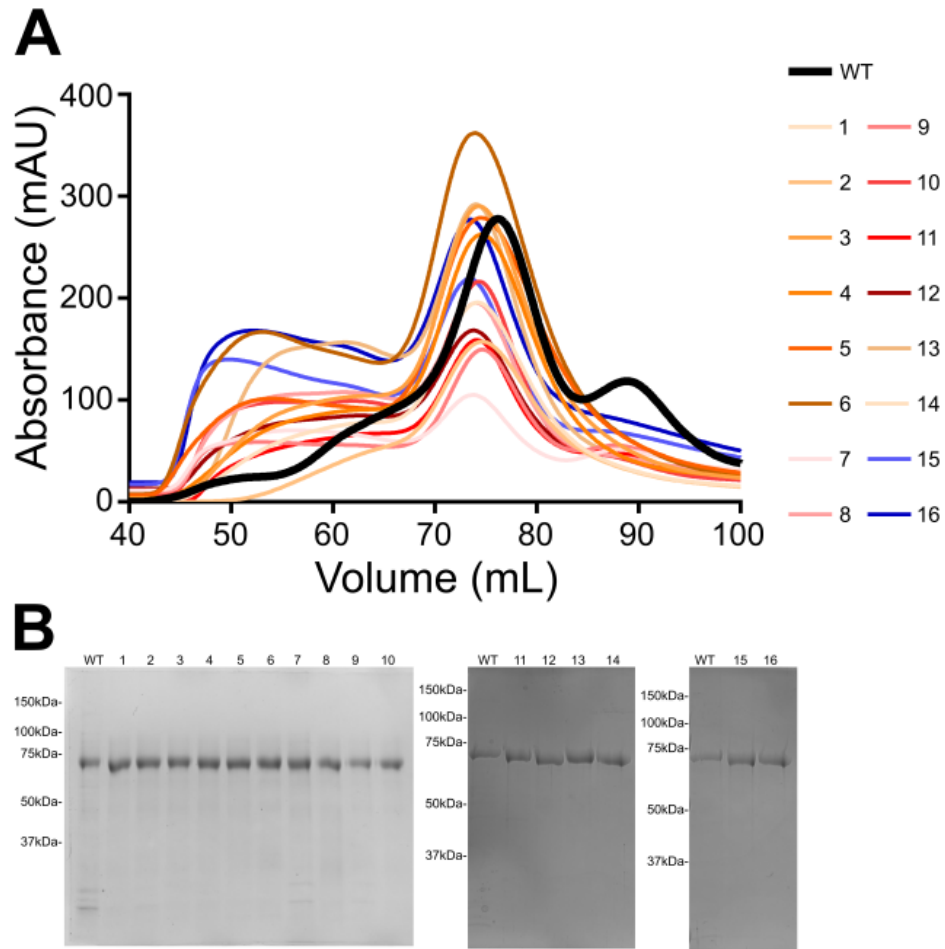 A
Absorbance (mAU)
400
300
200
100
0
40 50 60 70 80 90 100
Volume (mL)
WT
1 9
2 10
3 11
4 12
5 13
6 14
7 15
8 16
B
WT 1 2 3 4 5 6 7 8 9 10
150kDa-
100kDa-
75kDa-
50kDa-
37kDa-
WT 11 12 13 14
150kDa-
100kDa-
75kDa-
50kDa-
37kDa-
WT 15 16
150kDa-
100kDa-
75kDa-
50kDa-
37kDa-